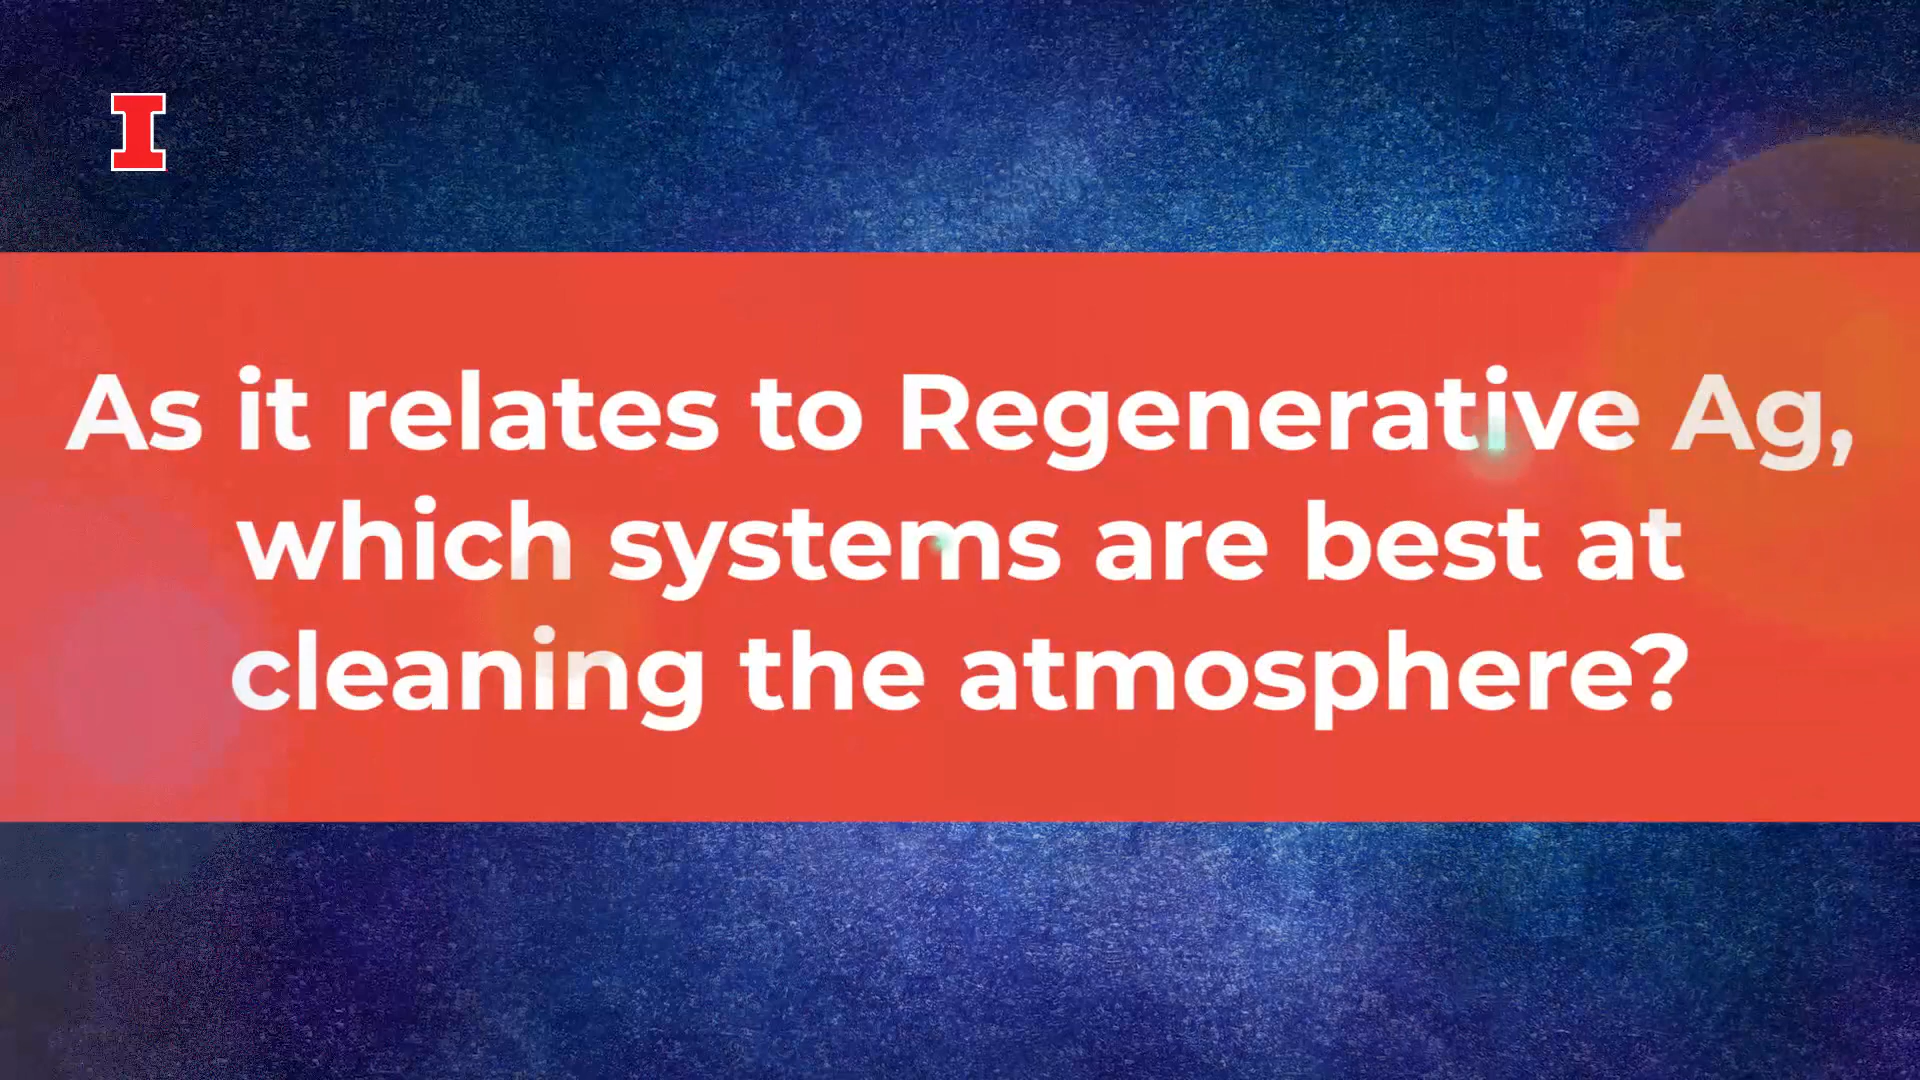 I
As it relates to Regenerative Ag,
which systems are best at
cleaning the atmosphere?